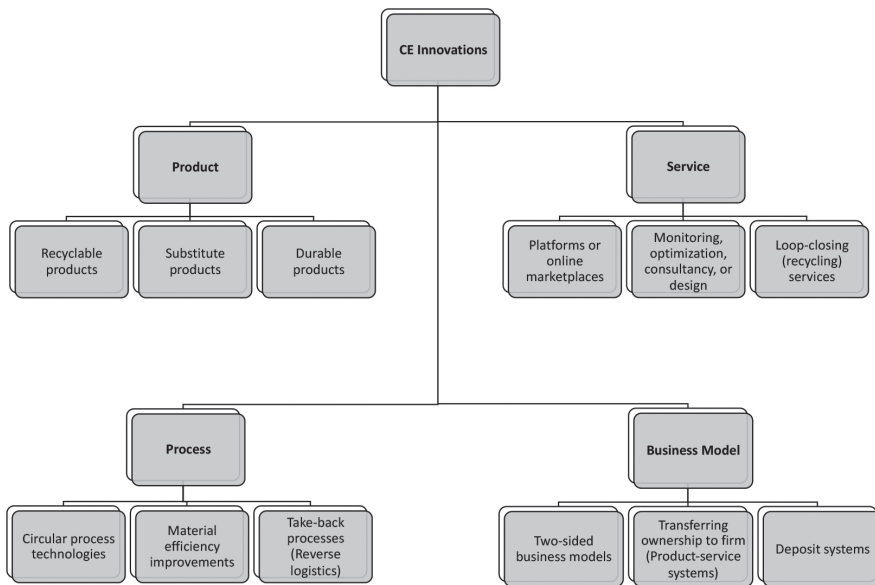 CE Innovations
Product
Service
Recyclable
products
Substitute
products
Durable
products
Platforms or
online
marketplaces
Monitoring,
optimization,
consultancy, or
design
Loop-closing
(recycling)
services
Process
Business Model
Circular process
technologies
Material
efficiency
improvements
Take-back
processes
(Reverse
logistics)
Two-sided
business models
Transferring
ownership to firm
(Product-service
systems)
Deposit systems